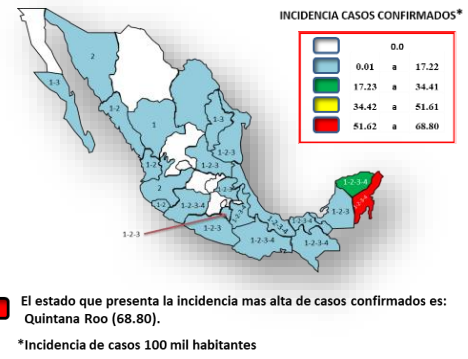 INCIDENCIA CASOS CONFIRMADOS*
0.0
0.01 a 17.22
17.23 a 34.41
34.42 a 51.61
51.62 a 68.80
2
1-3
1-2
1
1-3
1-2-3
1-2
2
1-2-3
1-2
1-2-3-4
1-2-3
1-2-3
1-2-3-4
1-2-3-4
1-2-3-4
1-2-3
1-2-3-4
El estado que presenta la incidencia mas alta de casos confirmados es:
Quintana Roo (68.80).
*Incidencia de casos 100 mil habitantes